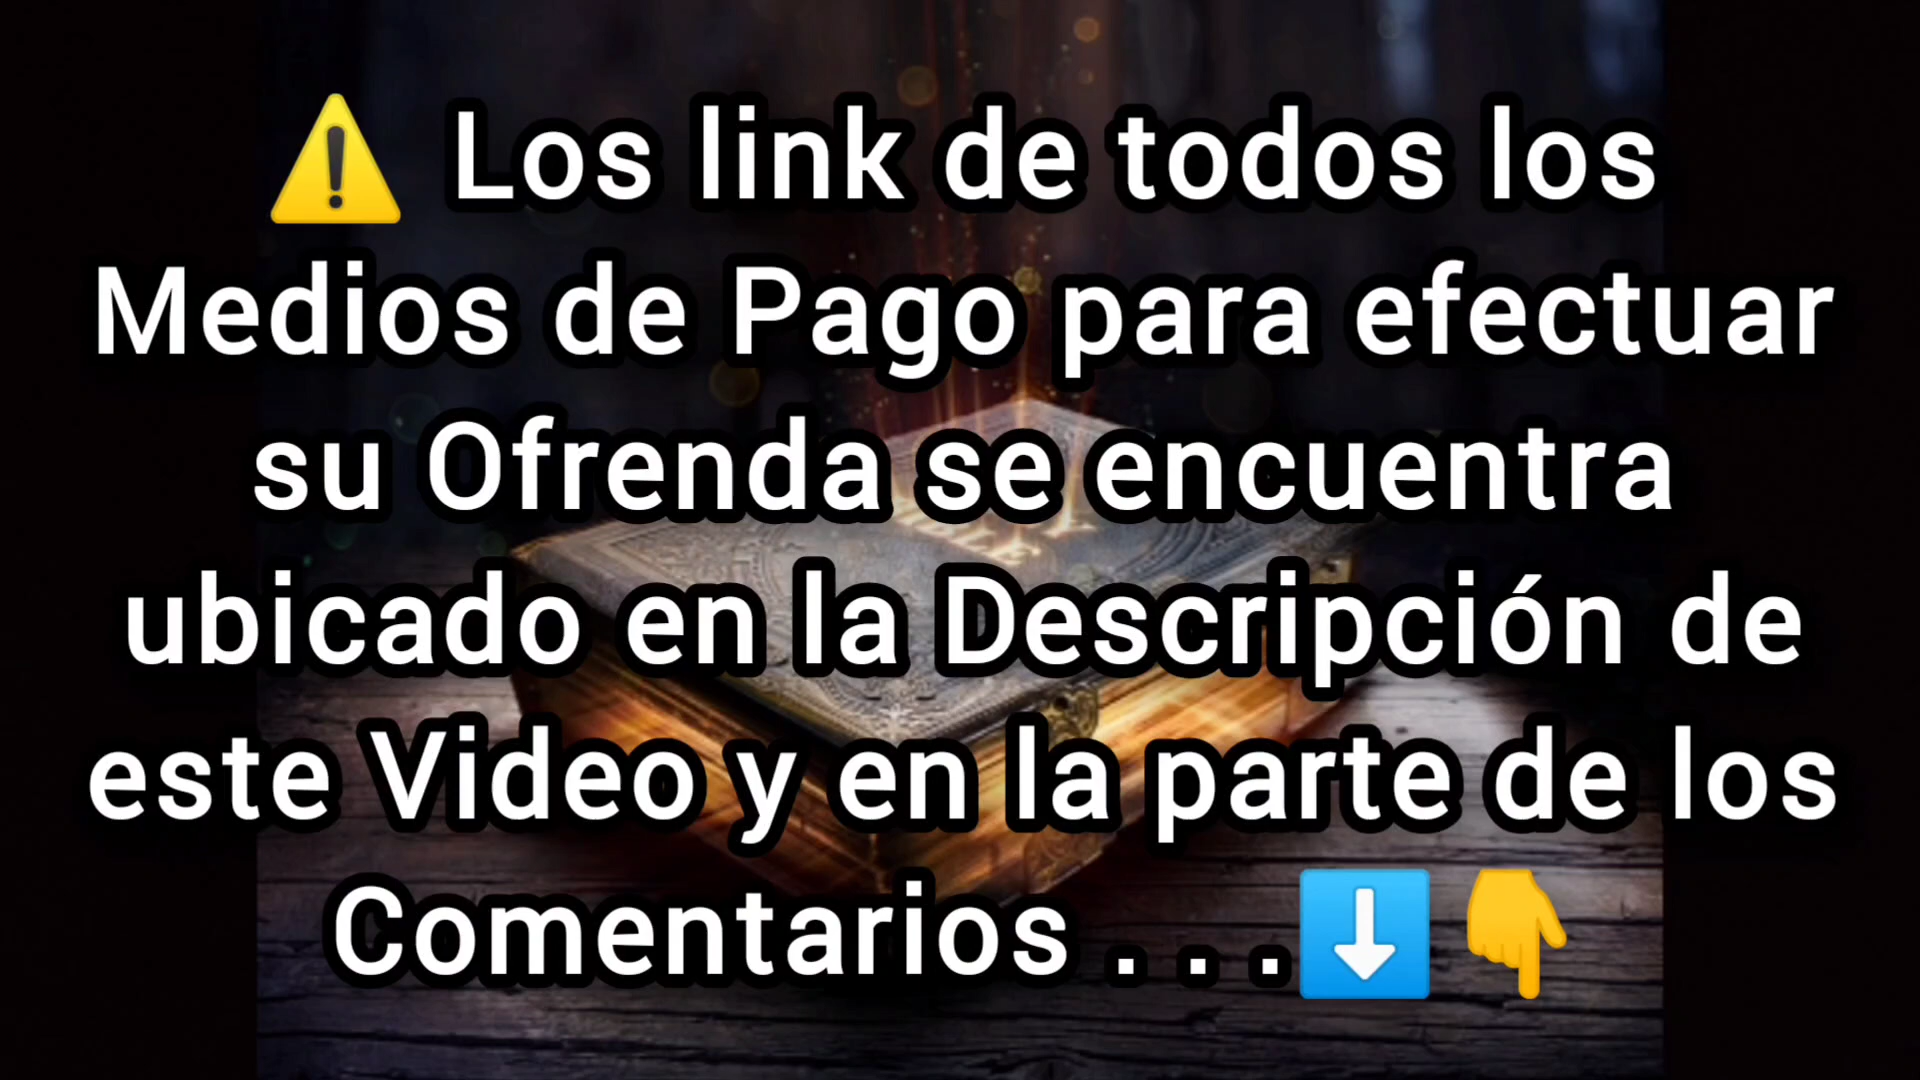 ⚠️ Los link de todos los
Medios de Pago para efectuar
su Ofrenda se encuentra
ubicado en la Descripción de
este Video y en la parte de los
Comentarios . . .⬇️👇